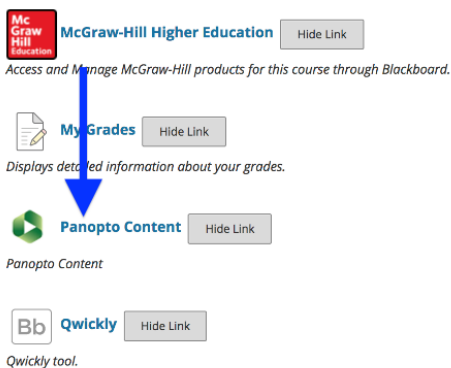 Mc
Graw
Hill
Education
McGraw-Hill Higher Education Hide Link
Access and Manage McGraw-Hill products for this course through Blackboard.
My Grades Hide Link
Displays detailed information about your grades.
Panopto Content Hide Link
Panopto Content
Bb Qwickly Hide Link
Qwickly tool.